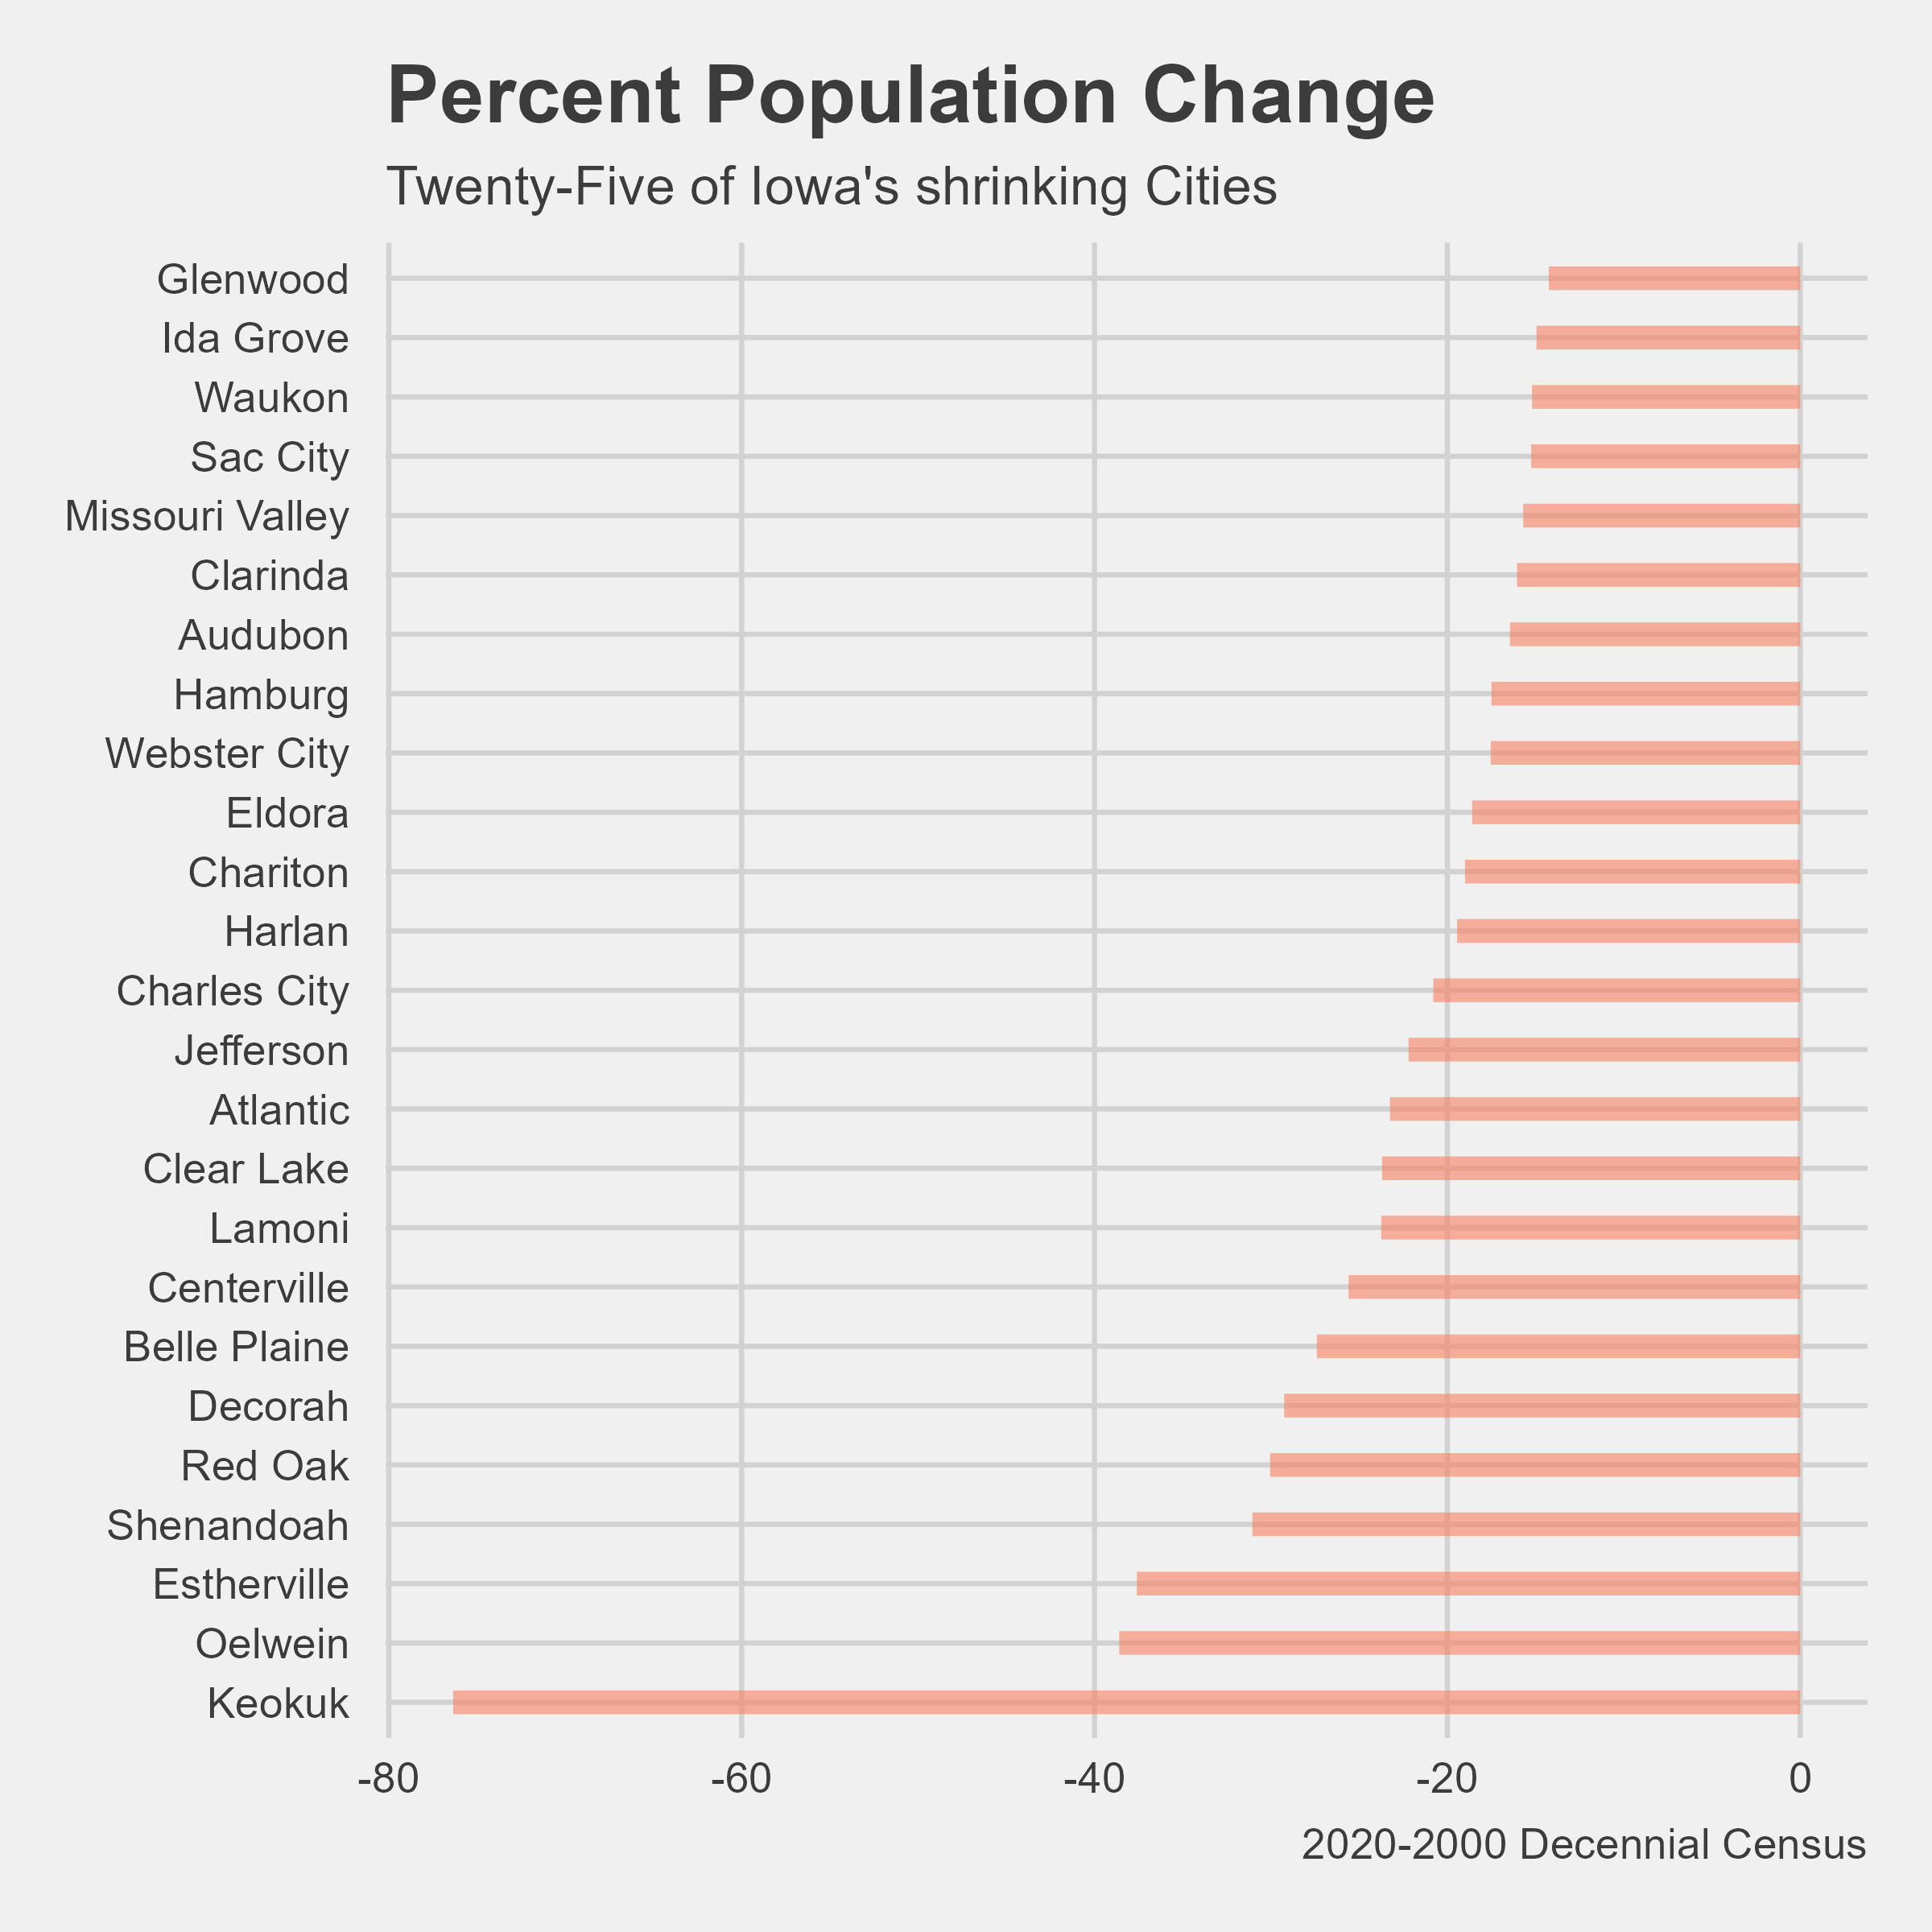 Percent Population Change
Twenty-Five of Iowa's shrinking Cities
Glenwood
Ida Grove
Waukon
Sac City
Missouri Valley
Clarinda
Audubon
Hamburg
Webster City
Eldora
Chariton
Harlan
Charles City
Jefferson
Atlantic
Clear Lake
Lamoni
Centerville
Belle Plaine
Decorah
Red Oak
Shenandoah
Estherville
Oelwein
Keokuk
-80 -60 -40 -20 0
2020-2000 Decennial Census